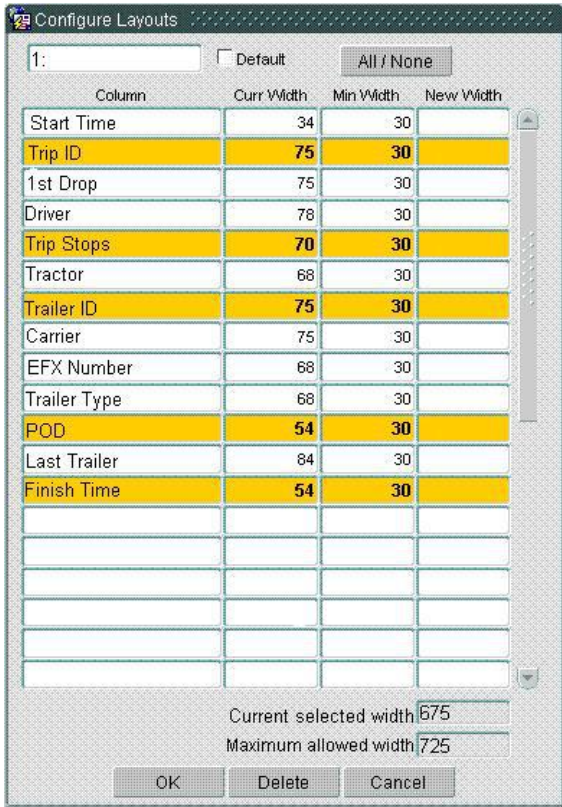 Configure Layouts
1: Default All / None
Column Curr Width Min Width New Width
Start Time 34 30
Trip ID 75 30
1st Drop 75 30
Driver 78 30
Trip Stops 70 30
Tractor 68 30
Trailer ID 75 30
Carrier 75 30
EFX Number 68 30
Trailer Type 68 30
POD 54 30
Last Trailer 84 30
Finish Time 54 30
Current selected width 675
Maximum allowed width 725
OK Delete Cancel